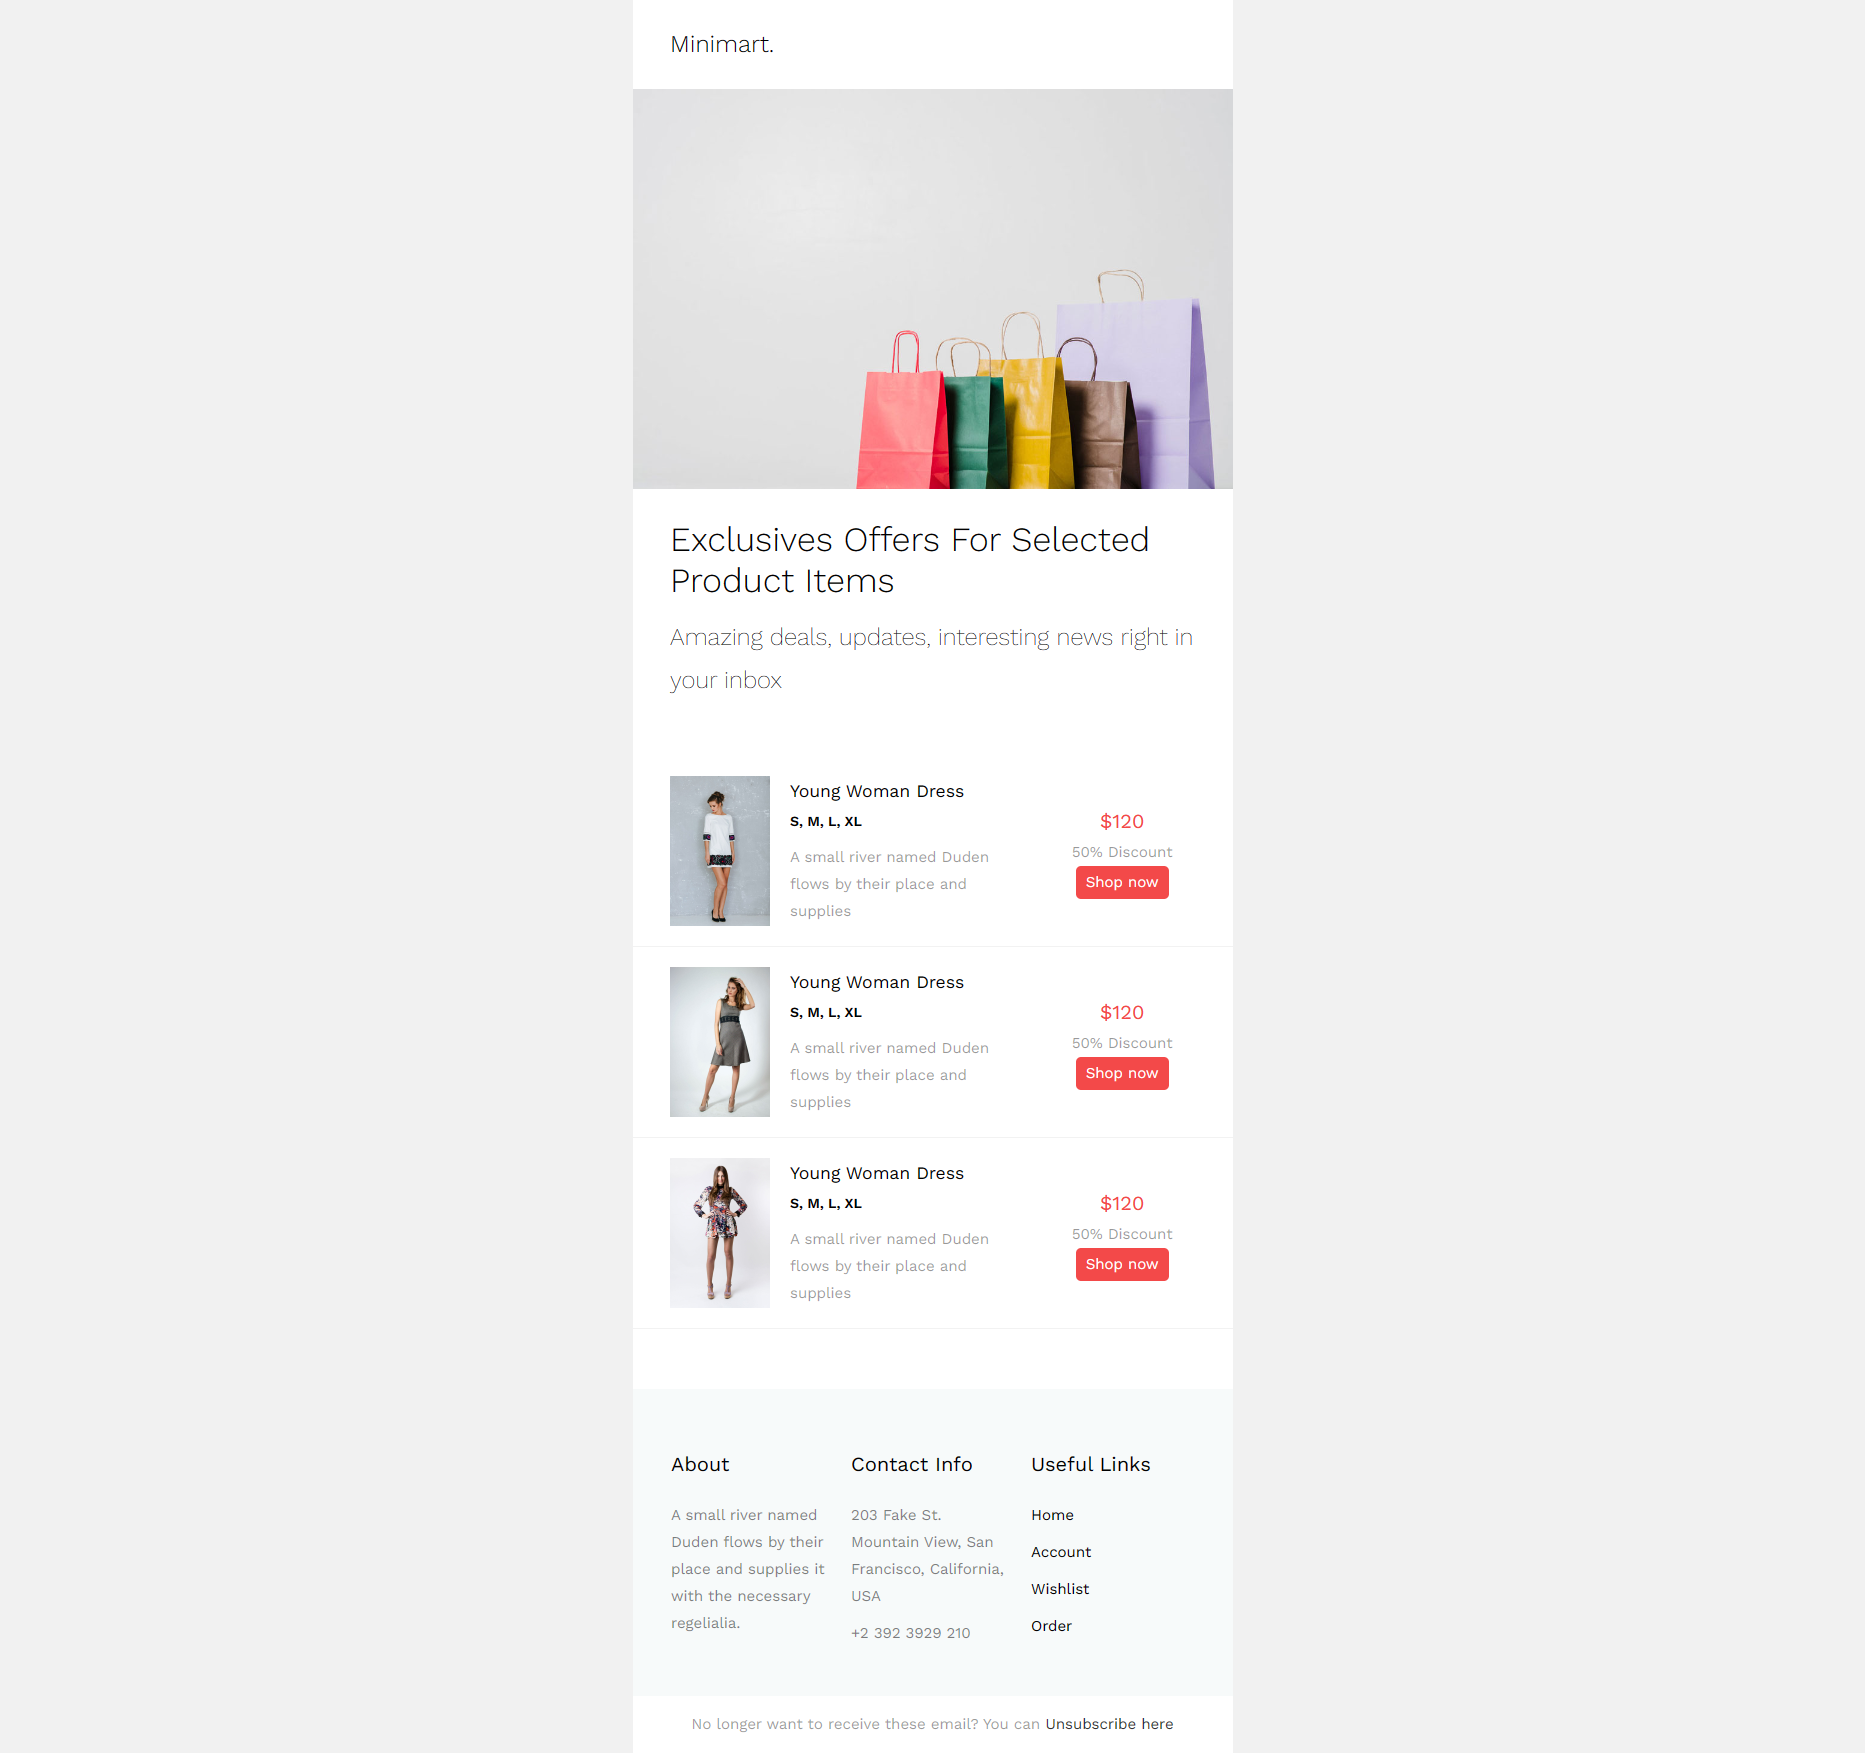 Minimart.
Exclusives Offers For Selected
Product Items
Amazing deals, updates, interesting news right in
your inbox
Young Woman Dress
S, M, L, XL
A small river named Duden
flows by their place and
supplies
$120
50% Discount
Shop now
Young Woman Dress
S, M, L, XL
A small river named Duden
flows by their place and
supplies
$120
50% Discount
Shop now
Young Woman Dress
S, M, L, XL
A small river named Duden
flows by their place and
supplies
$120
50% Discount
Shop now
About
A small river named
Duden flows by their
place and supplies it
with the necessary
regelialia.
Contact Info
203 Fake St.
Mountain View, San
Francisco, California,
USA
+2 392 3929 210
Useful Links
Home
Account
Wishlist
Order
No longer want to receive these email? You can Unsubscribe here